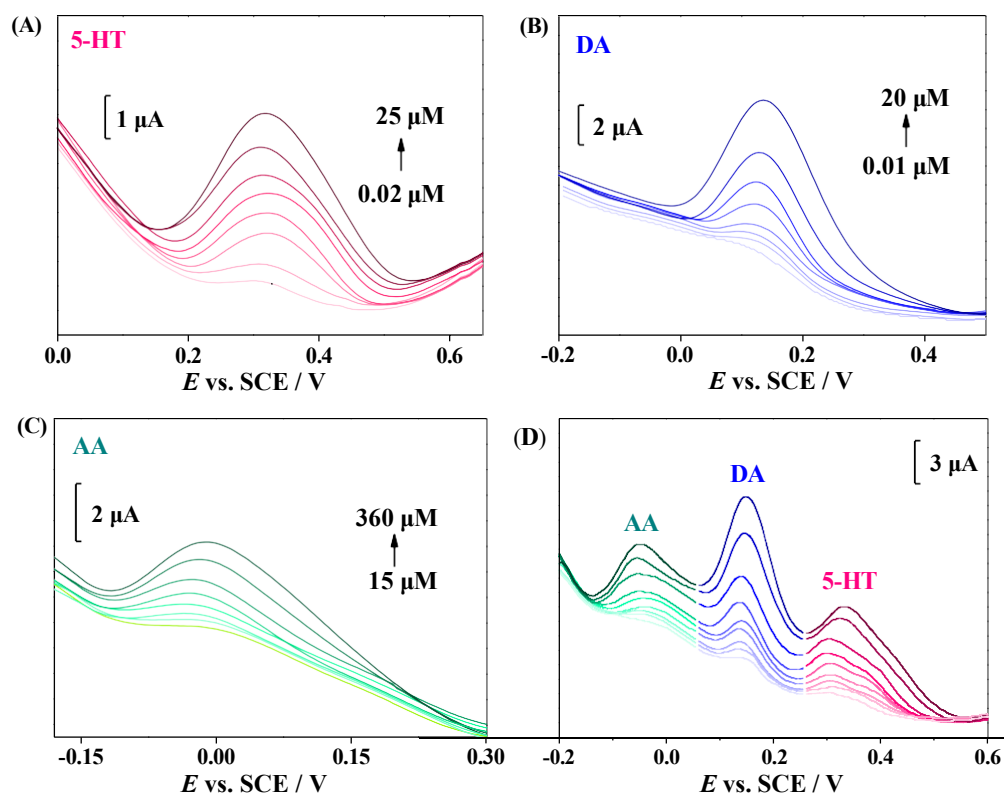 (A)
5-HT
1 μA
25 μM
0.02 μM
0.0
0.2
0.4
0.6
E vs. SCE / V
(B)
DA
2 μA
20 μM
0.01 μM
-0.2
0.0
0.2
0.4
E vs. SCE / V
(C)
AA
2 μA
360 μM
15 μM
-0.15
0.00
0.15
0.30
E vs. SCE / V
(D)
3 μA
AA
DA
5-HT
-0.2
0.0
0.2
0.4
0.6
E vs. SCE / V